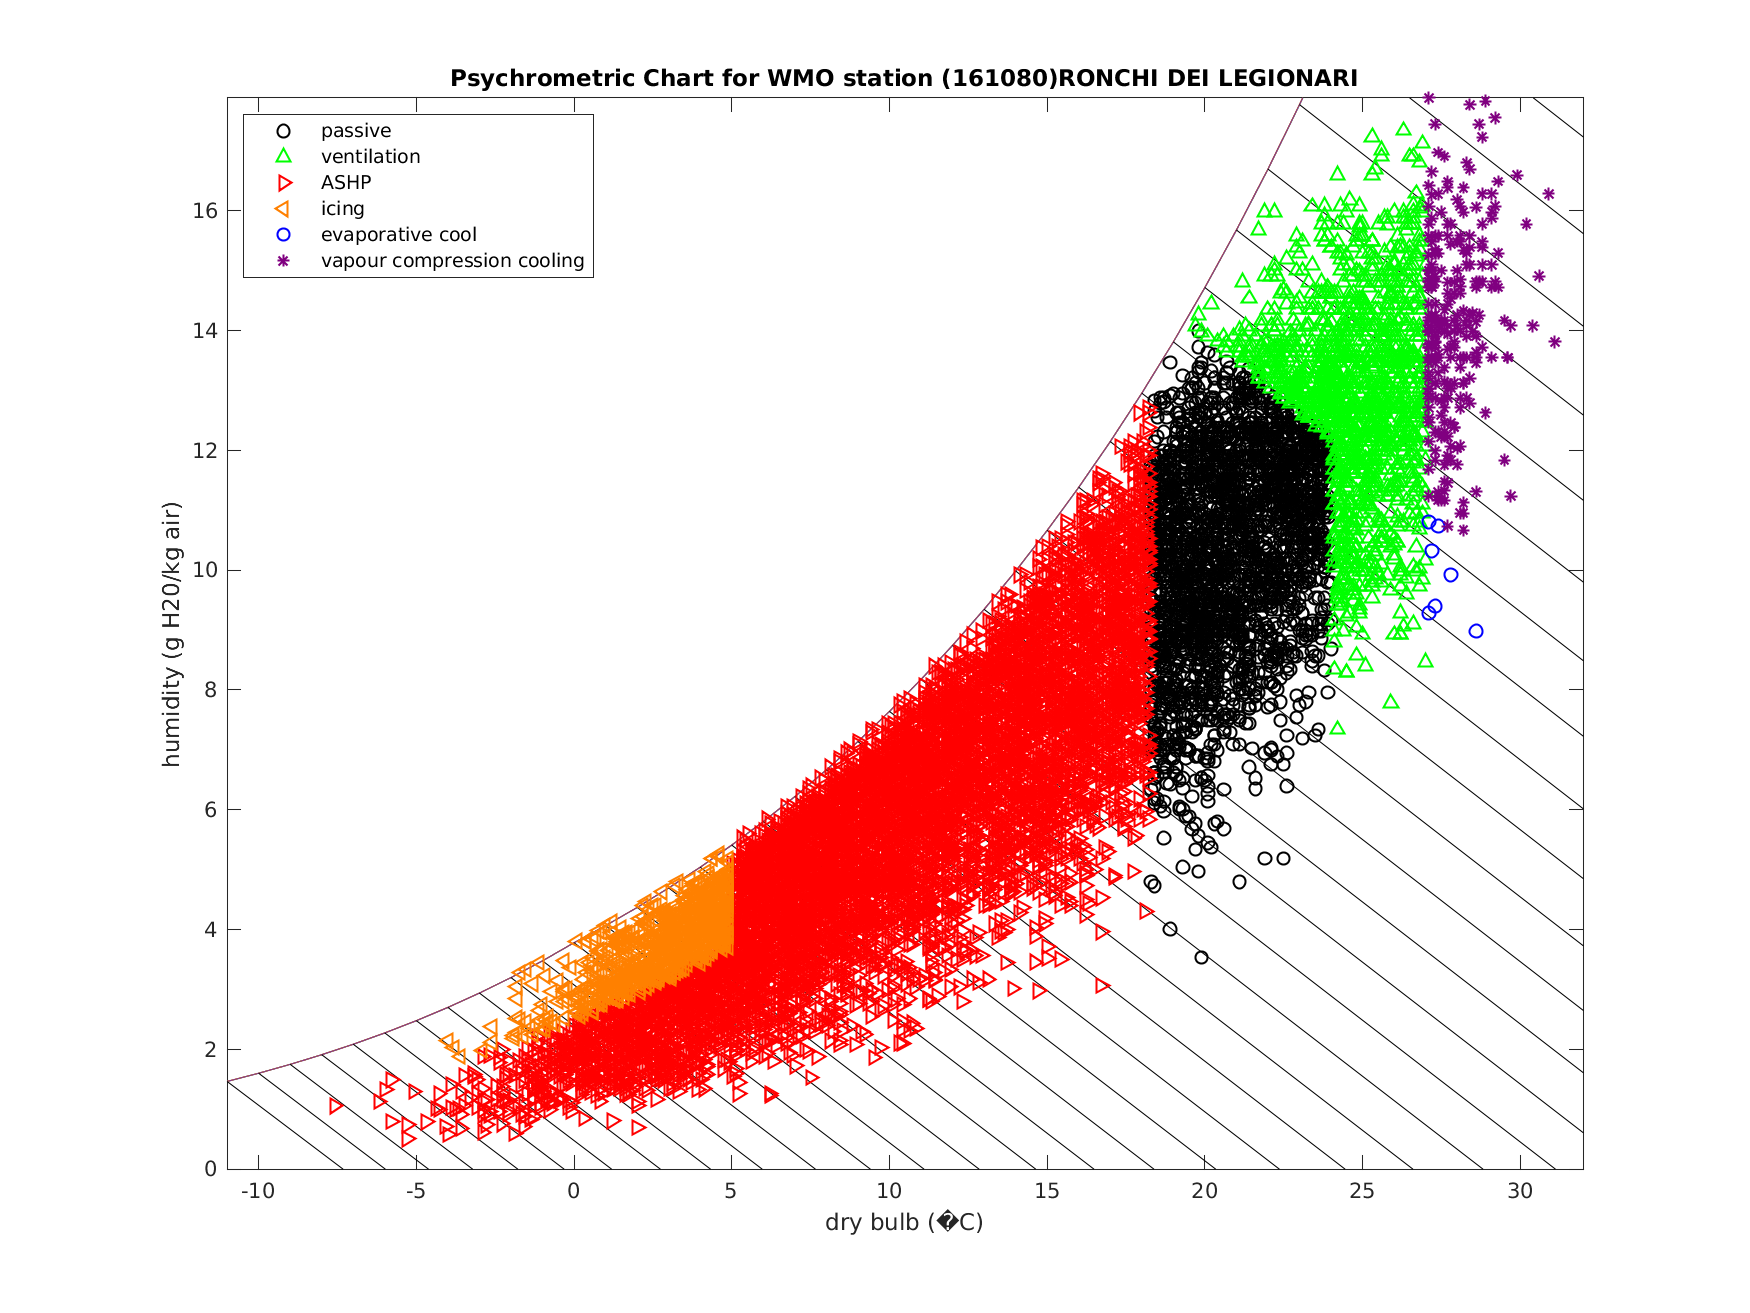 Psychrometric Chart for WMO station (161080)RONCHI DEI LEGIONARI
passive
ventilation
ASHP
icing
evaporative cool
vapour compression cooling
humidity (g H20/kg air)
16
14
12
10
8
6
4
2
0
-10 -5 0 5 10 15 20 25 30
dry bulb (�C)